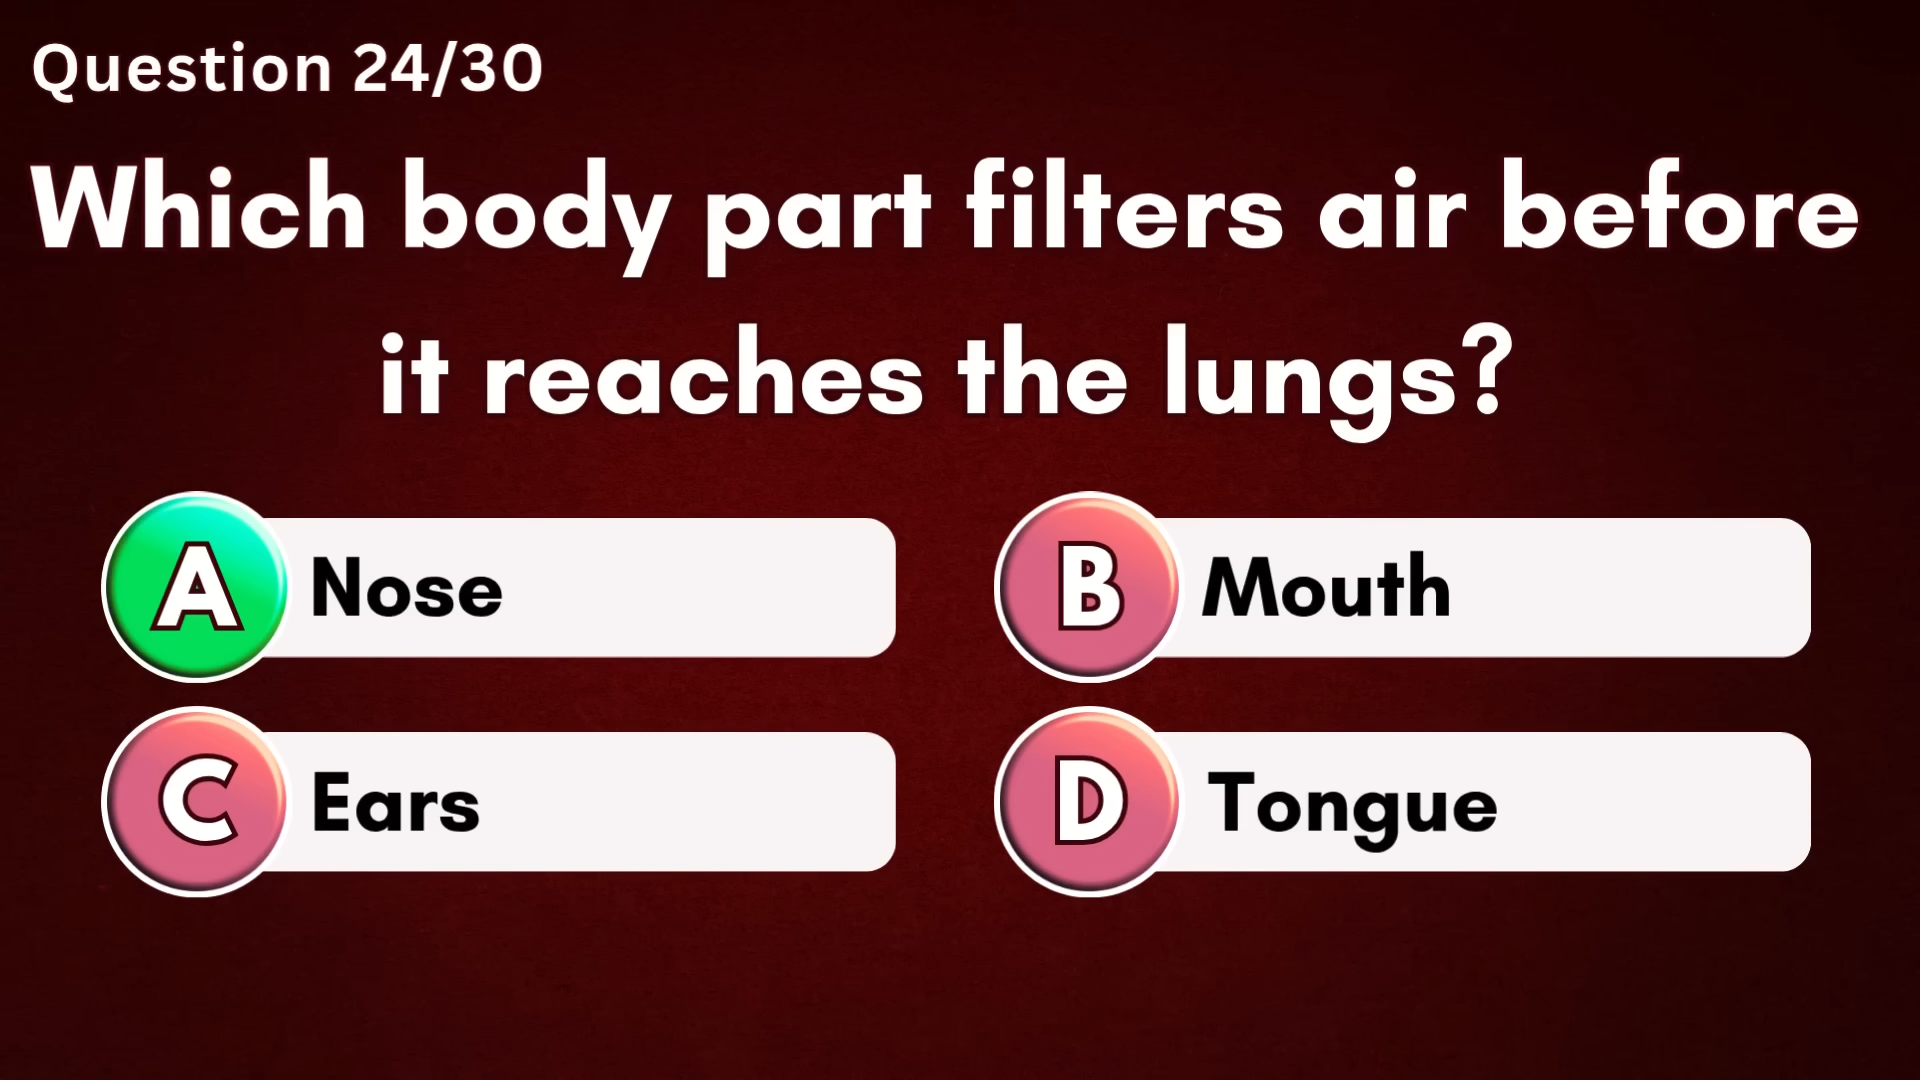 Question 24/30
Which body part filters air before
it reaches the lungs?
A Nose
B Mouth
C Ears
D Tongue